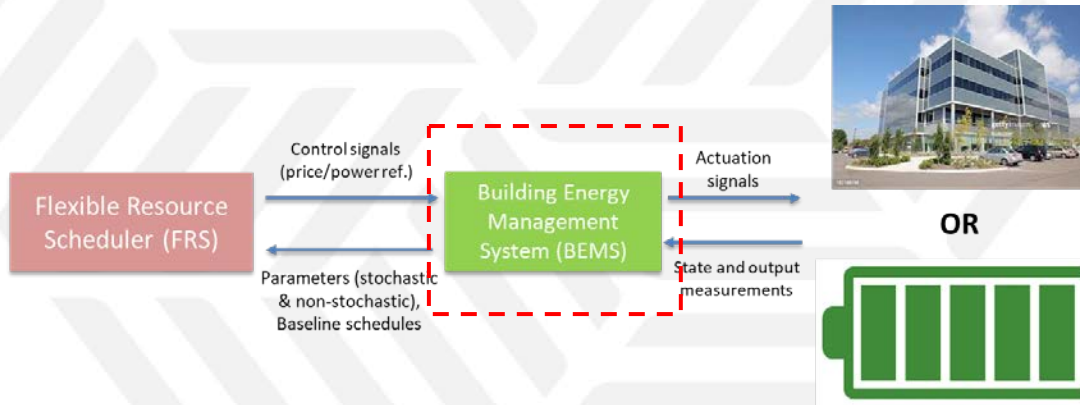 Control signals
(price/power ref.)
Flexible Resource
Scheduler (FRS)
Parameters (stochastic
& non-stochastic),
Baseline schedules
Building Energy
Management
System (BEMS)
Actuation
signals
State and output
measurements
OR